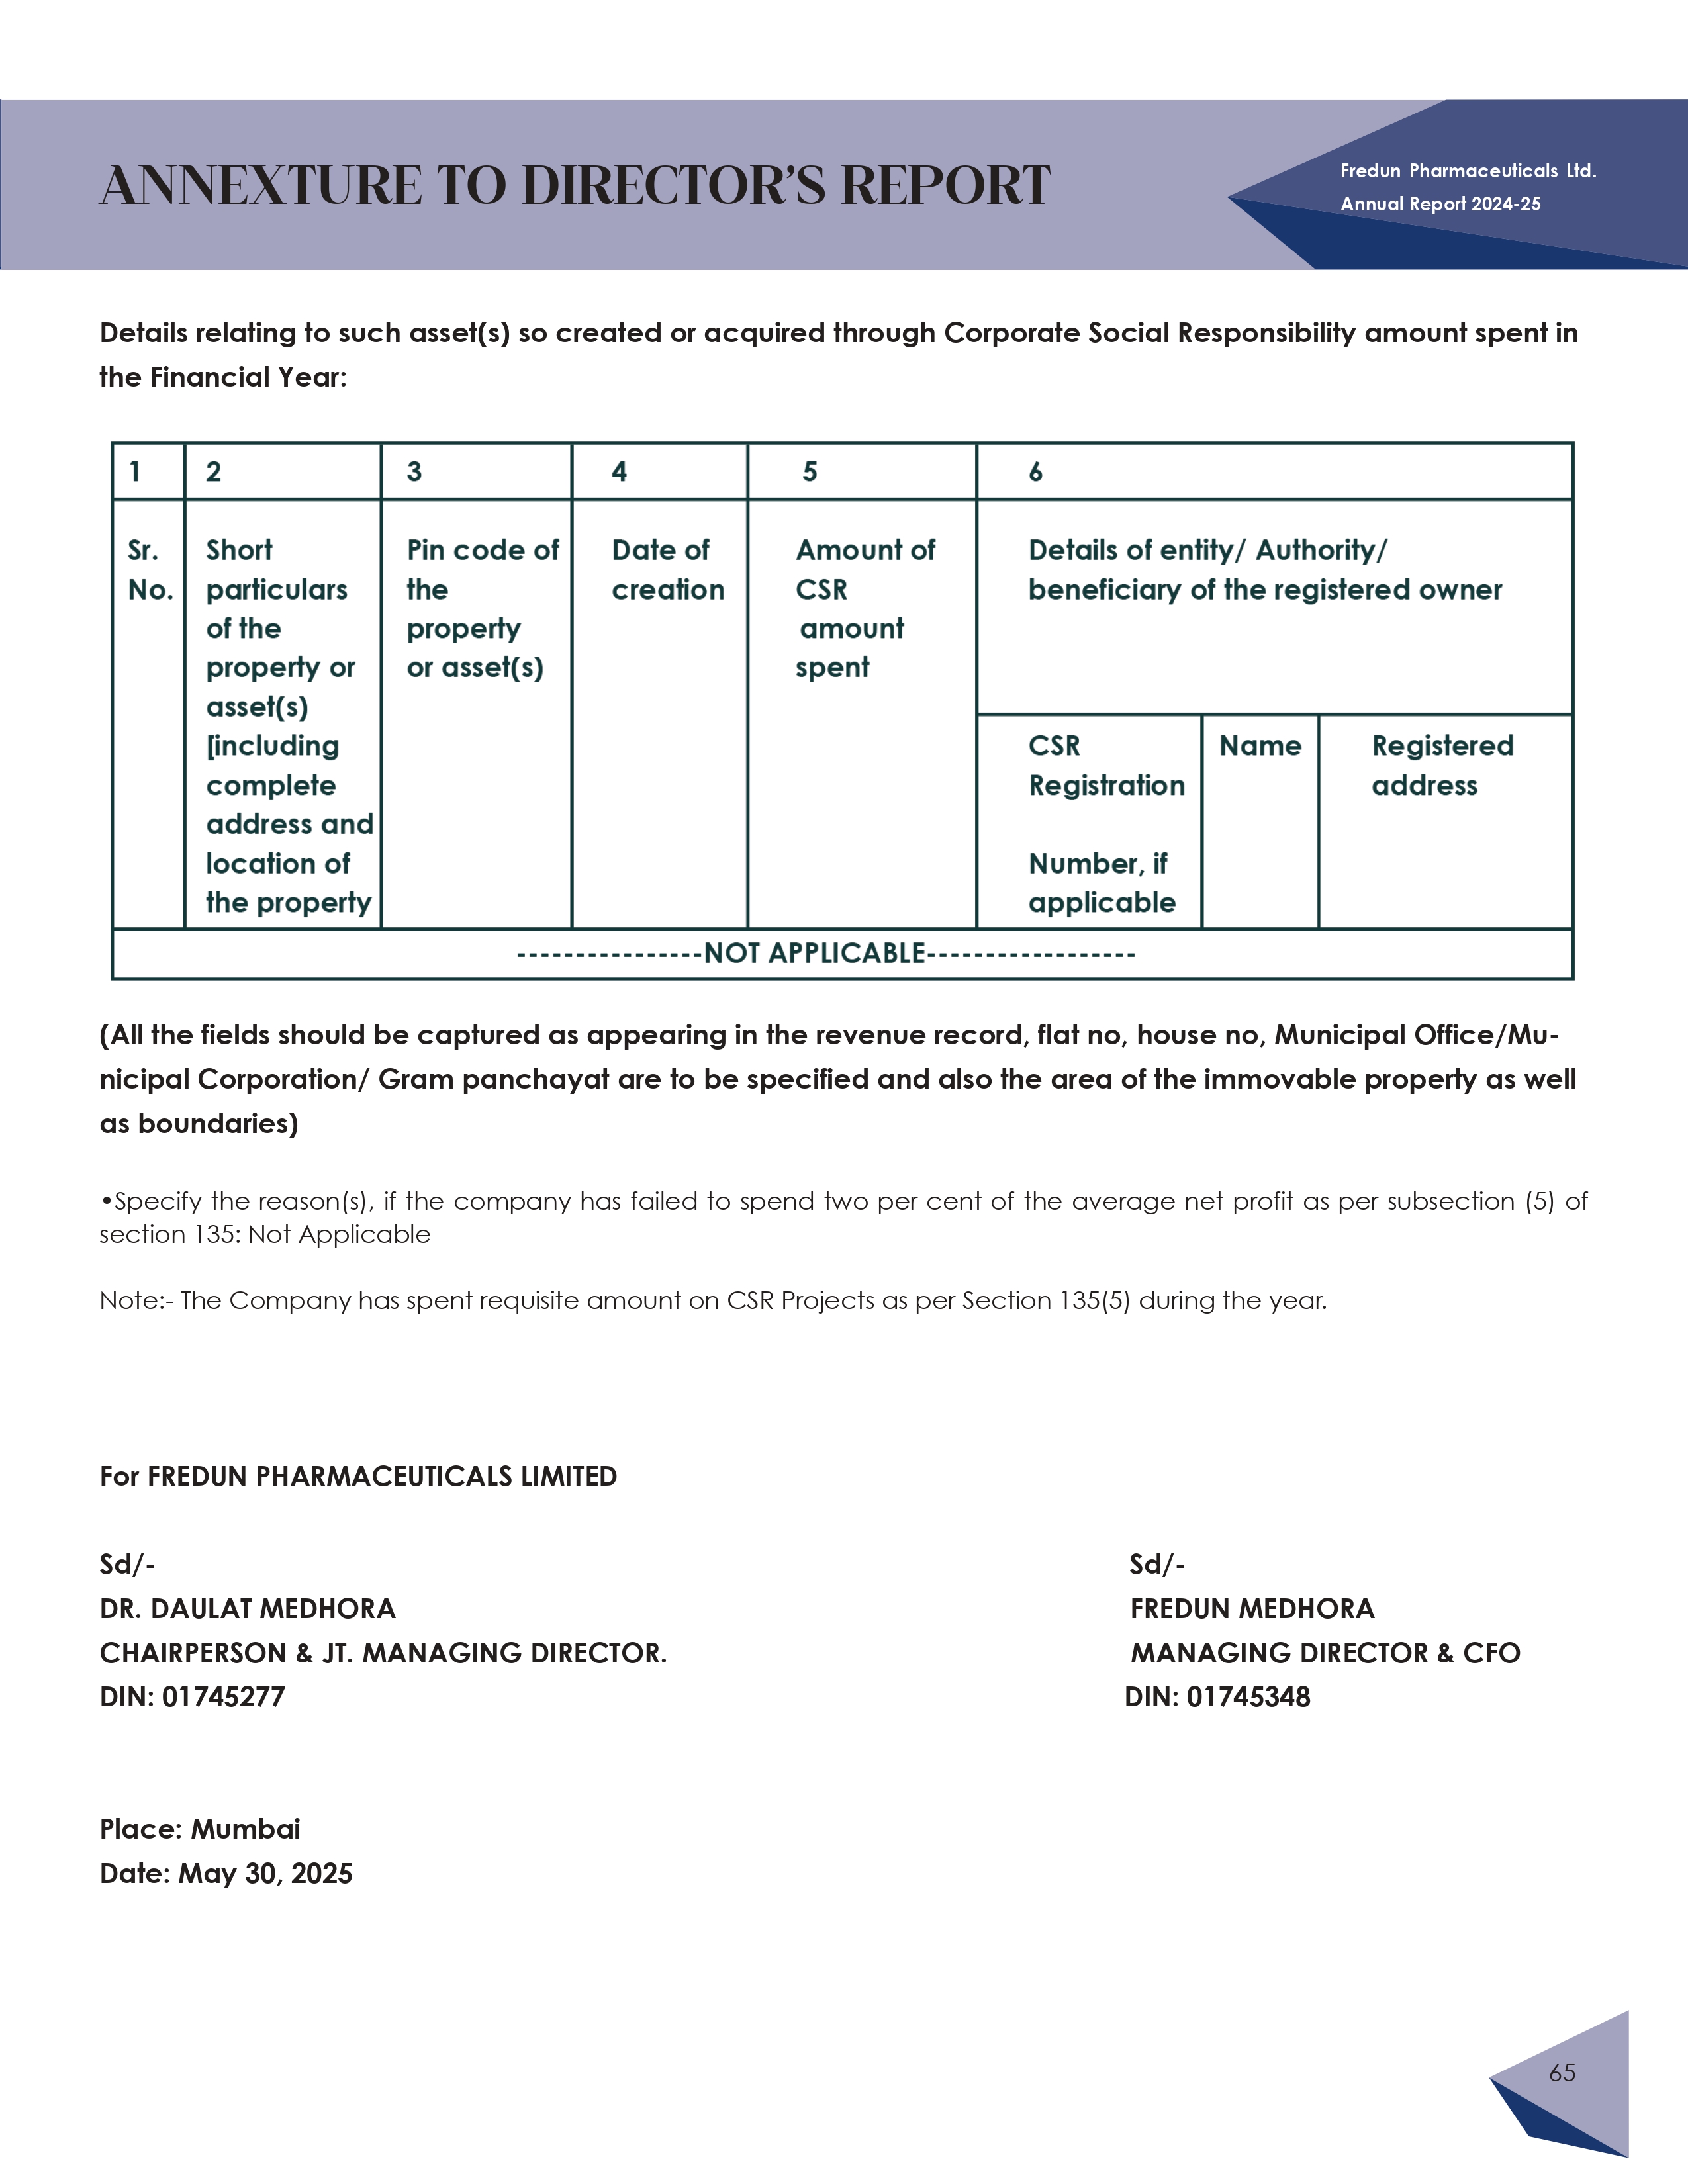 ANNEXTURE TO DIRECTOR’S REPORT
Fredun Pharmaceuticals Ltd.
Annual Report 2024-25
Details relating to such asset(s) so created or acquired through Corporate Social Responsibility amount spent in
the Financial Year:
1 2 3 4 5 6
Sr.
No.
Short
particulars
of the
property or
asset(s)
[including
complete
address and
location of
the property
Pin code of
the
property
or asset(s)
Date of
creation
Amount of
CSR
amount
spent
Details of entity/ Authority/
beneficiary of the registered owner
CSR
Registration
Number, if
applicable
Name
Registered
address
----------------NOT APPLICABLE------------------
(All the fields should be captured as appearing in the revenue record, flat no, house no, Municipal Office/Mu-
nicipal Corporation/ Gram panchayat are to be specified and also the area of the immovable property as well
as boundaries)
•Specify the reason(s), if the company has failed to spend two per cent of the average net profit as per subsection (5) of
section 135: Not Applicable
Note:- The Company has spent requisite amount on CSR Projects as per Section 135(5) during the year.
For FREDUN PHARMACEUTICALS LIMITED
Sd/-
DR. DAULAT MEDHORA
CHAIRPERSON & JT. MANAGING DIRECTOR.
DIN: 01745277
Sd/-
FREDUN MEDHORA
MANAGING DIRECTOR & CFO
DIN: 01745348
Place: Mumbai
Date: May 30, 2025
65